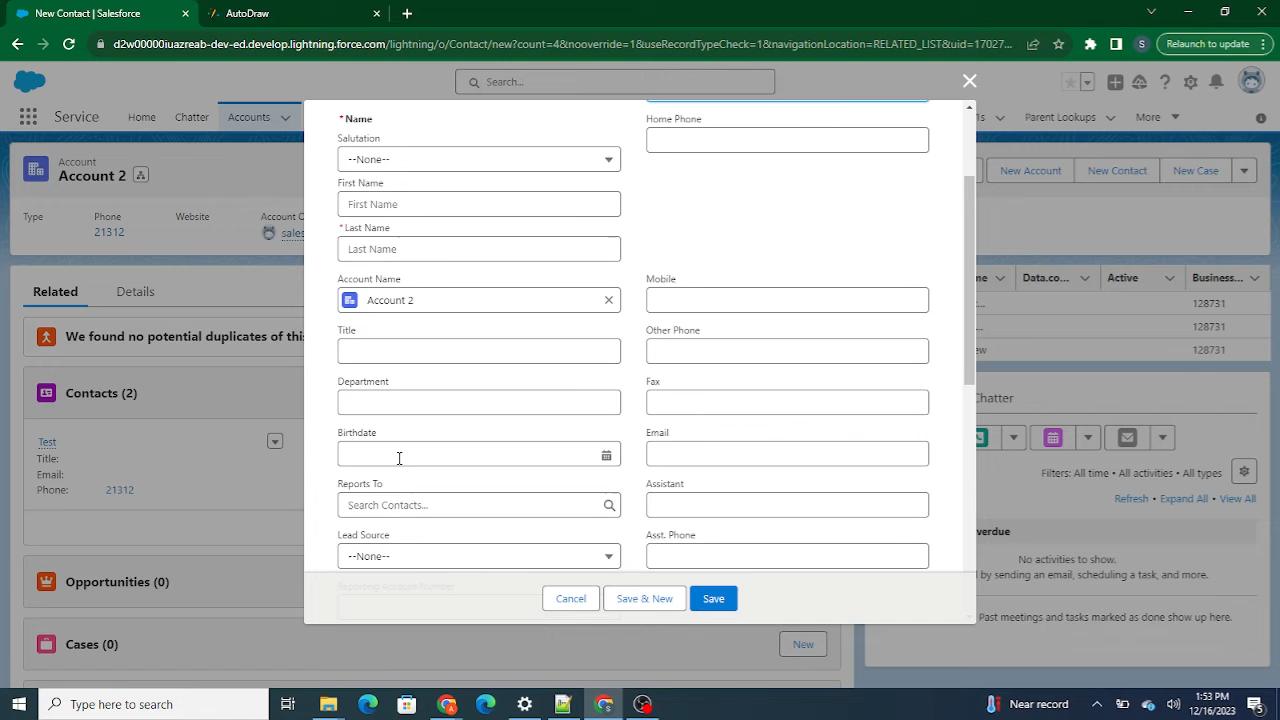 New Contact | Salesforce
AutoDraw
d2w00000iuazreab-dev-ed.develop.lightning.force.com/lightning/o/Contact/new?count=4&nooverride=1&useRecordTypeCheck=1&navigationLocation=RELATED_LIST&uid=17027...
S
Relaunch to update
Search...
Service
Home
Chatter
Accounts
Parent Lookups
More
Account
Account 2
New Account
New Contact
New Case
Type
Phone
Website
21312
Related
Details
We found no potential duplicates of this
Contacts (2)
Test
Title:
Email:
Phone:
21312
Opportunities (0)
Cases (0)
New
* Name
Salutation
--None--
First Name
First Name
* Last Name
Last Name
Account Name
Account 2
Title
Department
Birthdate
Reports To
Search Contacts...
Lead Source
--None--
Reporting Account Number
Home Phone
Mobile
Other Phone
Fax
Email
Assistant
Asst. Phone
Cancel
Save & New
Save
Data.co...
Active
Business...
128731
128731
128731
Chatter
Filters: All time • All activities • All types
Refresh • Expand All • View All
No activities to show.
by sending an email, scheduling a task, and more.
Past meetings and tasks marked as done show up here.
Type here to search
Near record
1:53 PM
12/16/2023
5